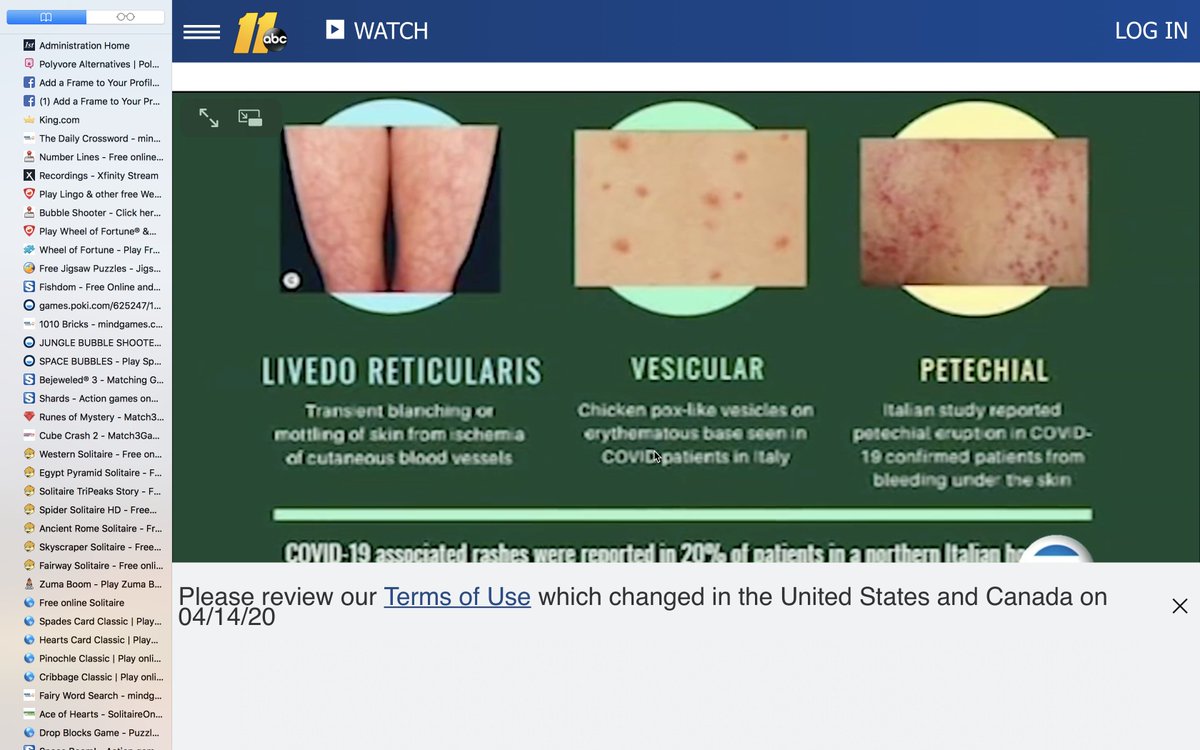 Administration Home
Polyvore Alternatives | Pol...
Add a Frame to Your Profil...
(1) Add a Frame to Your Pr...
King.com
The Daily Crossword - min...
Number Lines - Free online...
Recordings - Xfinity Stream
Play Lingo & other free We...
Bubble Shooter - Click her...
Play Wheel of Fortune® &...
Wheel of Fortune - Play Fr...
Free Jigsaw Puzzles - Jigs...
Fishdom - Free Online and...
games.poki.com/625247/1...
1010 Bricks - mindgames.c...
JUNGLE BUBBLE SHOOTE...
SPACE BUBBLES - Play Sp...
Bejeweled® 3 - Matching G...
Shards - Action games on...
Runes of Mystery - Match3...
Cube Crash 2 - Match3Ga...
Western Solitaire - Free on...
Egypt Pyramid Solitaire - F...
Solitaire TriPeaks Story - F...
Spider Solitaire HD - Free...
Ancient Rome Solitaire - Fr...
Skyscraper Solitaire - Free...
Fairway Solitaire - Free onli...
Zuma Boom - Play Zuma B...
Free online Solitaire
Spades Card Classic | Play...
Hearts Card Classic | Play...
Pinochle Classic | Play onli...
Cribbage Classic | Play onli...
Fairy Word Search - mindg...
Ace of Hearts - SolitaireOn...
Drop Blocks Game - Puzzl...
11 abc
WATCH
LOG IN
LIVEDO RETICULARIS
Transient blanching or
mottling of skin from ischemia
of cutaneous blood vessels
VESICULAR
Chicken pox-like vesicles on
erythematous base seen in
COVID patients in Italy
PETECHIAL
Italian study reported
petechial eruption in COVID-
19 confirmed patients from
bleeding under the skin
COVID-19 associated rashes were reported in 20% of patients in a northern Italian
Please review our Terms of Use which changed in the United States and Canada on
04/14/20